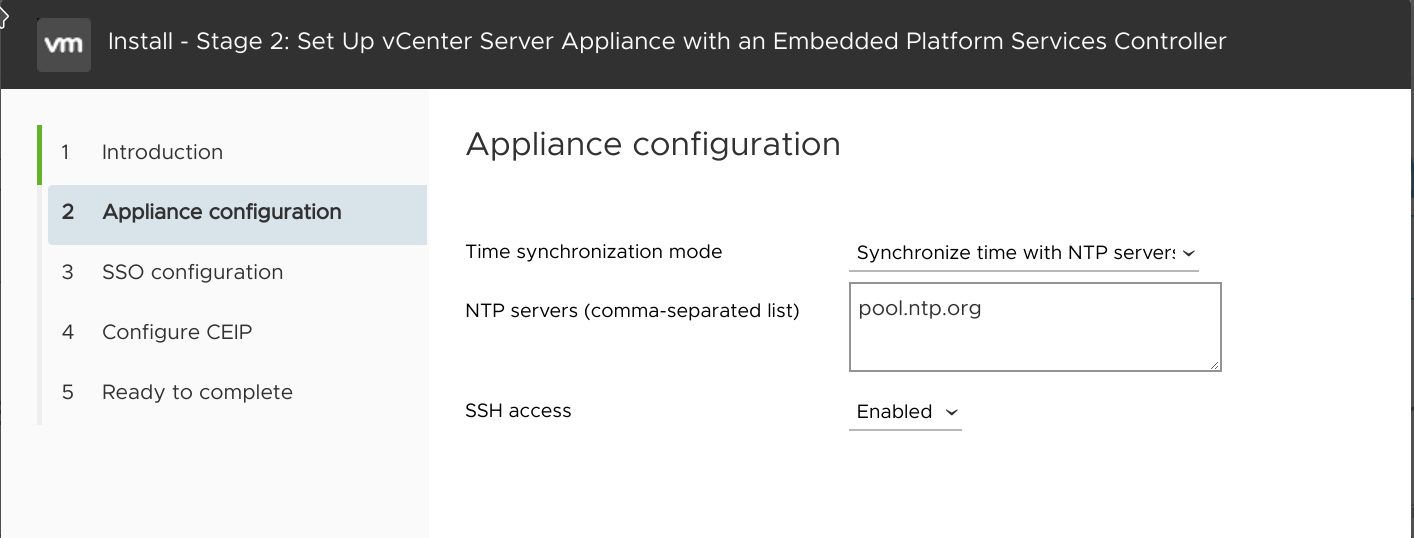 vm Install - Stage 2: Set Up vCenter Server Appliance with an Embedded Platform Services Controller
1 Introduction
2 Appliance configuration
3 SSO configuration
4 Configure CEIP
5 Ready to complete
Appliance configuration
Time synchronization mode Synchronize time with NTP servers
NTP servers (comma-separated list) pool.ntp.org
SSH access Enabled